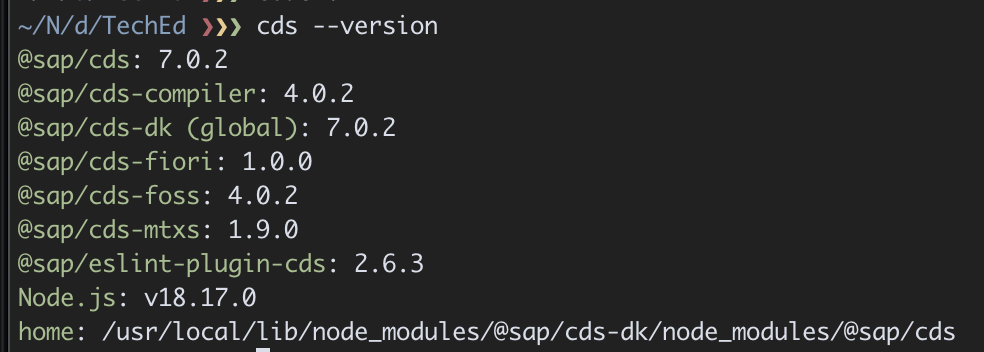 ~/N/d/TechEd ❯❯❯ cds --version
@sap/cds: 7.0.2
@sap/cds-compiler: 4.0.2
@sap/cds-dk (global): 7.0.2
@sap/cds-fiori: 1.0.0
@sap/cds-foss: 4.0.2
@sap/cds-mtxs: 1.9.0
@sap/eslint-plugin-cds: 2.6.3
Node.js: v18.17.0
home: /usr/local/lib/node_modules/@sap/cds-dk/node_modules/@sap/cds